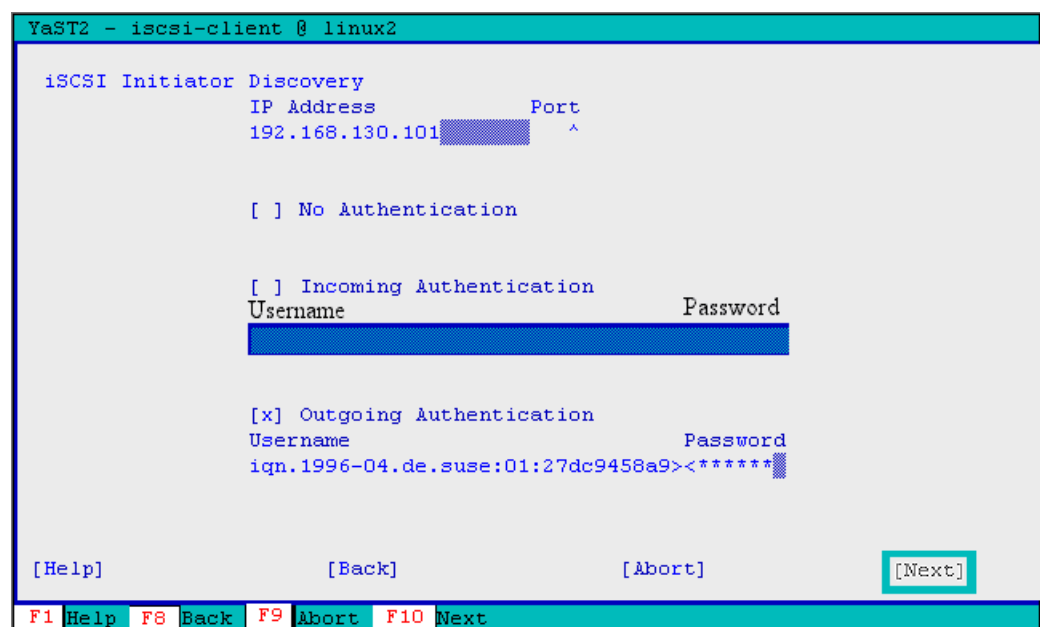 YaST2 - iscsi-client @ linux2
iSCSI Initiator Discovery
IP Address Port
192.168.130.101 ^
[ ] No Authentication
[ ] Incoming Authentication
Username Password
[x] Outgoing Authentication
Username Password
iqn.1996-04.de.suse:01:27dc9458a9><******
[Help] [Back] [Abort] [Next]
F1 Help F8 Back F9 Abort F10 Next